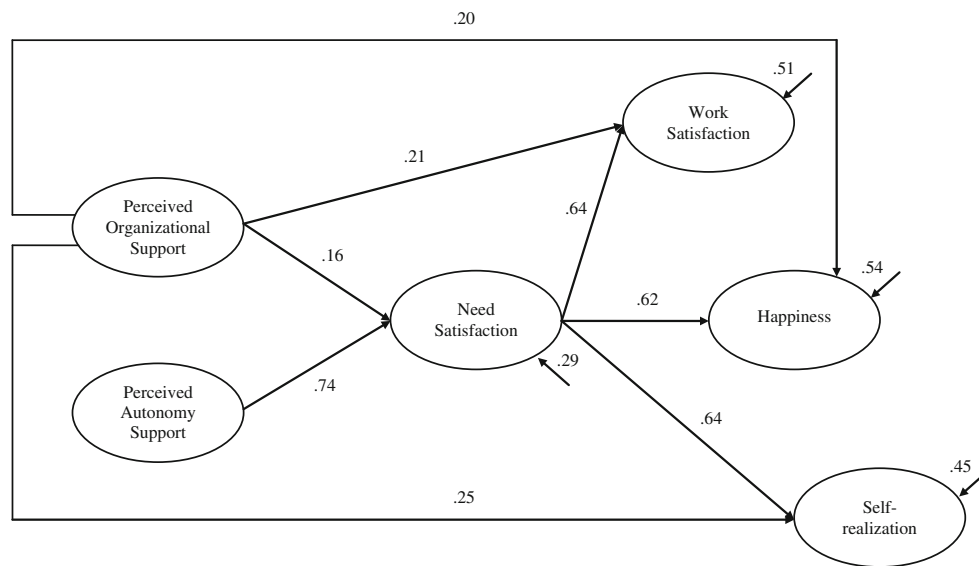 .20
.51
Work
Satisfaction
.21
Perceived
Organizational
Support
.64
.16
.54
Need
Satisfaction
.62
Happiness
.29
Perceived
Autonomy
Support
.74
.64
.45
.25
Self-
realization